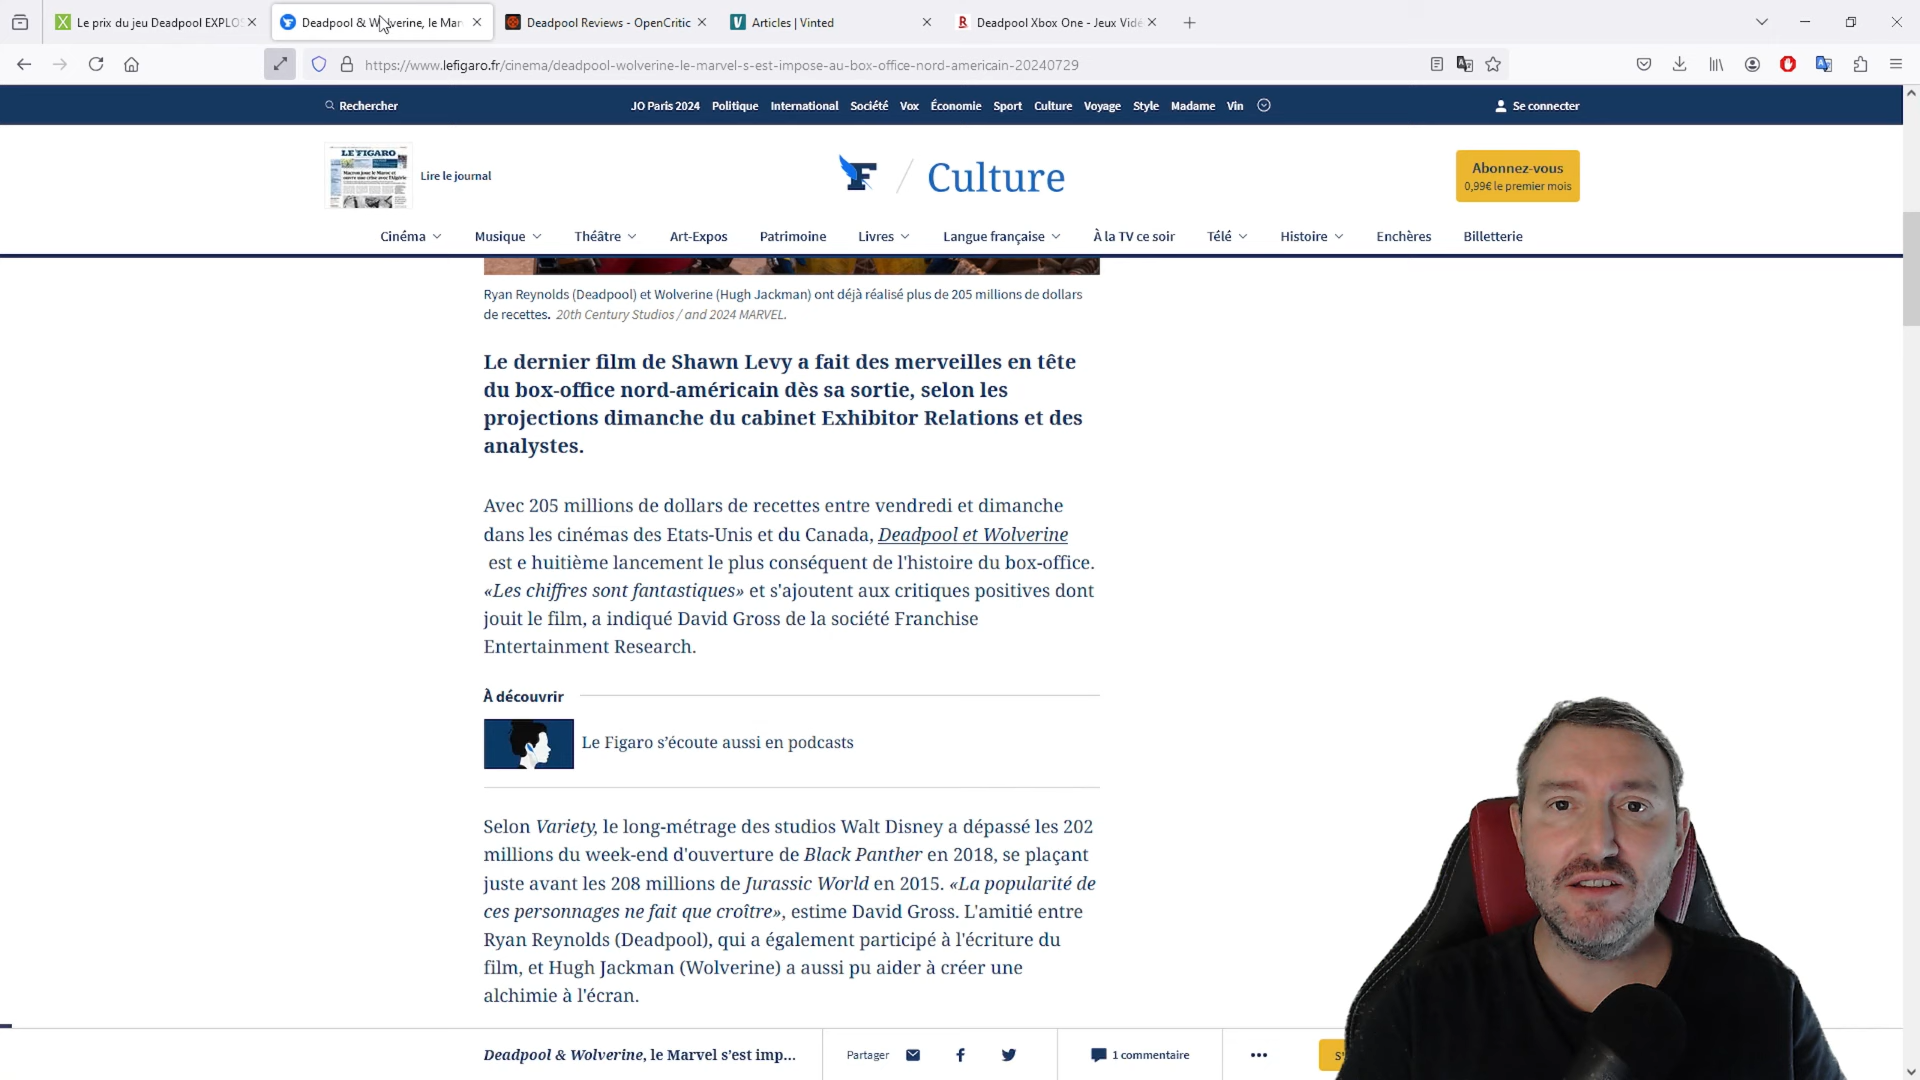 Le prix du jeu Deadpool EXPLOS
Deadpool & Wolverine, le Mar
Deadpool Reviews - OpenCritic
Articles | Vinted
Deadpool Xbox One - Jeux Vidé
https://www.lefigaro.fr/cinema/deadpool-wolverine-le-marvel-s-est-impose-au-box-office-nord-americain-20240729
Rechercher
JO Paris 2024 Politique International Société Vox Économie Sport Culture Voyage Style Madame Vin
Se connecter
LE FIGARO
Lire le journal
F / Culture
Abonnez-vous
0,99€ le premier mois
Cinéma Musique Théâtre Art-Expos Patrimoine Livres Langue française À la TV ce soir Télé Histoire Enchères Billetterie
Ryan Reynolds (Deadpool) et Wolverine (Hugh Jackman) ont déjà réalisé plus de 205 millions de dollars
de recettes. 20th Century Studios / and 2024 MARVEL.
Le dernier film de Shawn Levy a fait des merveilles en tête
du box-office nord-américain dès sa sortie, selon les
projections dimanche du cabinet Exhibitor Relations et des
analystes.
Avec 205 millions de dollars de recettes entre vendredi et dimanche
dans les cinémas des Etats-Unis et du Canada, Deadpool et Wolverine
est e huitième lancement le plus conséquent de l'histoire du box-office.
«Les chiffres sont fantastiques» et s'ajoutent aux critiques positives dont
jouit le film, a indiqué David Gross de la société Franchise
Entertainment Research.
À découvrir
Le Figaro s'écoute aussi en podcasts
Selon Variety, le long-métrage des studios Walt Disney a dépassé les 202
millions du week-end d'ouverture de Black Panther en 2018, se plaçant
juste avant les 208 millions de Jurassic World en 2015. «La popularité de
ces personnages ne fait que croître», estime David Gross. L'amitié entre
Ryan Reynolds (Deadpool), qui a également participé à l'écriture du
film, et Hugh Jackman (Wolverine) a aussi pu aider à créer une
alchimie à l'écran.
Deadpool & Wolverine, le Marvel s'est imp...
Partager
1 commentaire